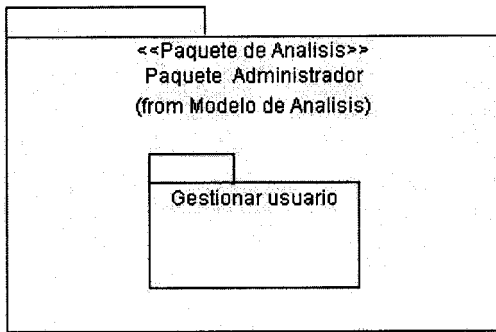 <<Paquete de Analisis>>
Paquete Administrador
(from Modelo de Analisis)
Gestionar usuario